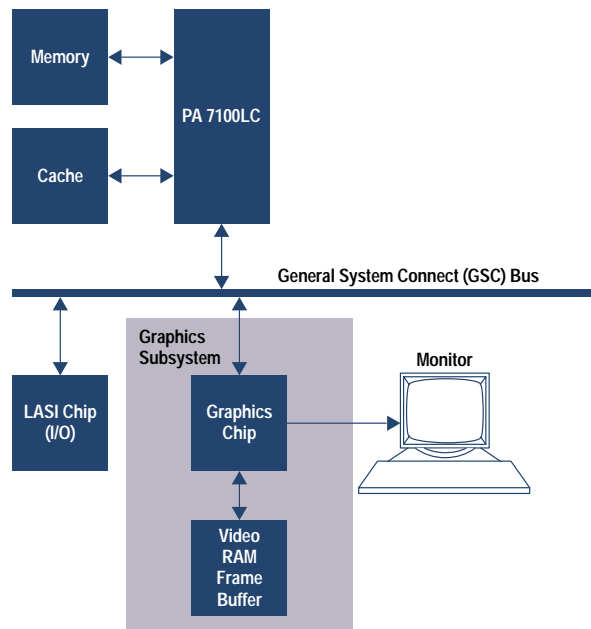 Memory
PA 7100LC
Cache
General System Connect (GSC) Bus
Graphics
Subsystem
Monitor
LASI Chip
(I/O)
Graphics
Chip
Video
RAM
Frame
Buffer